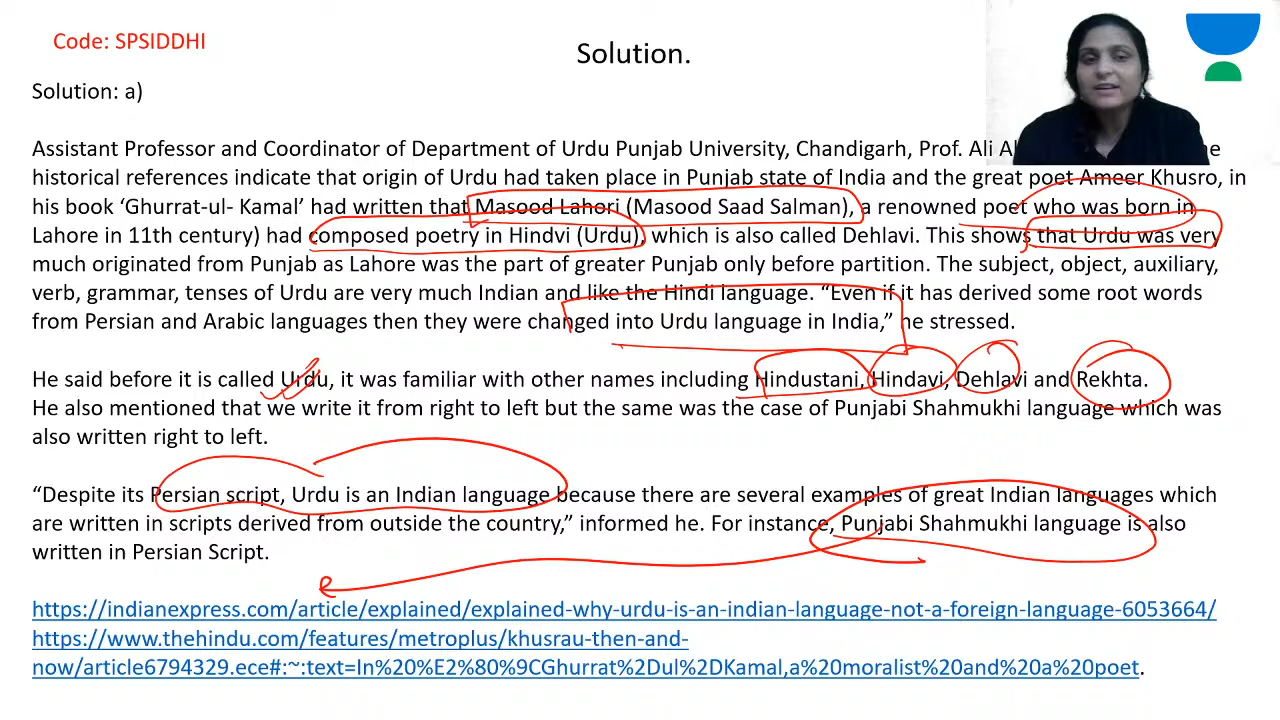 Code: SPSIDDHI
Solution.
Solution: a)
Assistant Professor and Coordinator of Department of Urdu Punjab University, Chandigarh, Prof. Ali
historical references indicate that origin of Urdu had taken place in Punjab state of India and the great poet Ameer Khusro, in
his book ‘Ghurrat-ul- Kamal’ had written that Masood Lahori (Masood Saad Salman), a renowned poet who was born in
Lahore in 11th century) had composed poetry in Hindvi (Urdu), which is also called Dehlavi. This shows that Urdu was very
much originated from Punjab as Lahore was the part of greater Punjab only before partition. The subject, object, auxiliary,
verb, grammar, tenses of Urdu are very much Indian and like the Hindi language. “Even if it has derived some root words
from Persian and Arabic languages then they were changed into Urdu language in India,” he stressed.
He said before it is called Urdu, it was familiar with other names including Hindustani, Hindavi, Dehlavi and Rekhta.
He also mentioned that we write it from right to left but the same was the case of Punjabi Shahmukhi language which was
also written right to left.
“Despite its Persian script, Urdu is an Indian language because there are several examples of great Indian languages which
are written in scripts derived from outside the country,” informed he. For instance, Punjabi Shahmukhi language is also
written in Persian Script.
https://indianexpress.com/article/explained/explained-why-urdu-is-an-indian-language-not-a-foreign-language-6053664/
https://www.thehindu.com/features/metroplus/khusrau-then-and-
now/article6794329.ece#:~:text=In%20%E2%80%9CGhurrat%2Dul%2DKamal,a%20moralist%20and%20a%20poet.